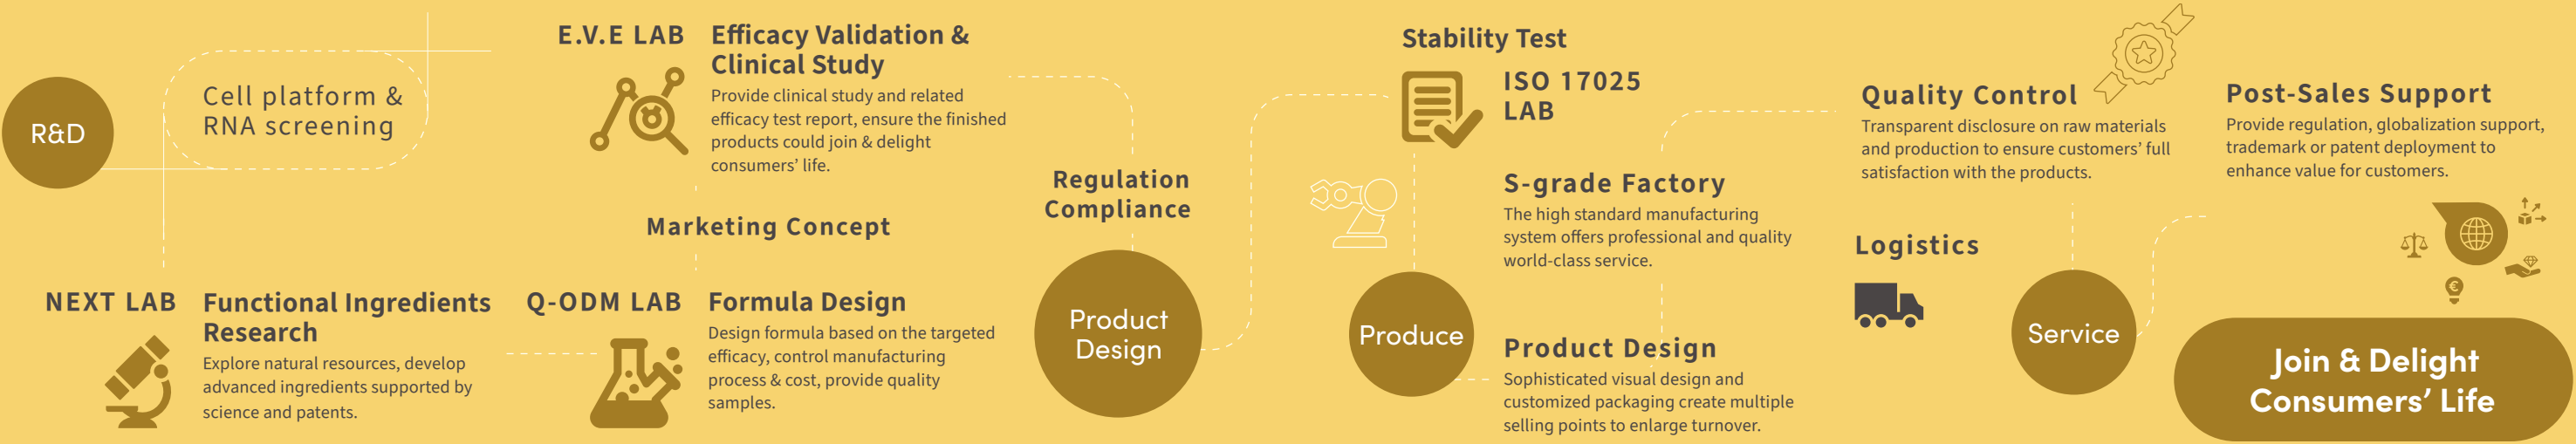 R&D
Cell platform &
RNA screening
NEXT LAB
Functional Ingredients
Research
Explore natural resources, develop
advanced ingredients supported by
science and patents.
E.V.E LAB
Efficacy Validation &
Clinical Study
Provide clinical study and related
efficacy test report, ensure the finished
products could join & delight
consumers’ life.
Marketing Concept
Q-ODM LAB
Formula Design
Design formula based on the targeted
efficacy, control manufacturing
process & cost, provide quality
samples.
Regulation
Compliance
Product
Design
Stability Test
ISO 17025
LAB
S-grade Factory
The high standard manufacturing
system offers professional and quality
world-class service.
Produce
Product Design
Sophisticated visual design and
customized packaging create multiple
selling points to enlarge turnover.
Quality Control
Transparent disclosure on raw materials
and production to ensure customers’ full
satisfaction with the products.
Logistics
Service
Post-Sales Support
Provide regulation, globalization support,
trademark or patent deployment to
enhance value for customers.
€
Join & Delight
Consumers’ Life